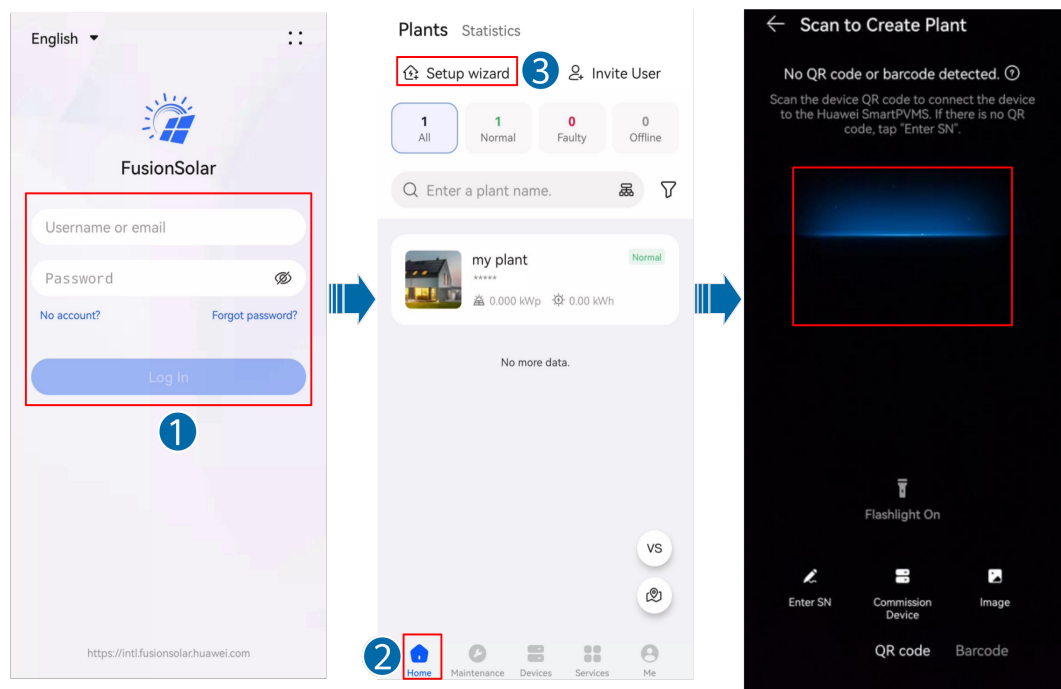 English
FusionSolar
Username or email
Password
No account?
Forgot password?
Log In
1
https://intl.fusionsolar.huawei.com
Plants Statistics
Setup wizard
3
Invite User
1
All
1
Normal
0
Faulty
0
Offline
Enter a plant name.
my plant
Normal
*****
0.000 kWp
0.00 kWh
No more data.
VS
2
Home
Maintenance
Devices
Services
Me
Scan to Create Plant
No QR code or barcode detected. ?
Scan the device QR code to connect the device
to the Huawei SmartPVMS. If there is no QR
code, tap "Enter SN".
Flashlight On
Enter SN
Commission
Device
Image
QR code
Barcode